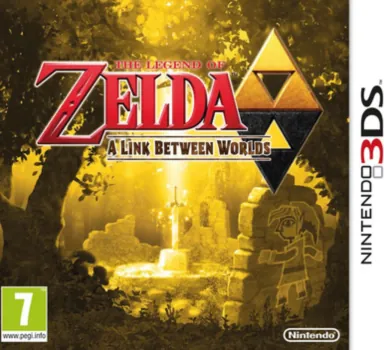 THE LEGEND OF
ZELDA
A LINK BETWEEN WORLDS
NINTENDO 3DS
7
www.pegi.info
Nintendo